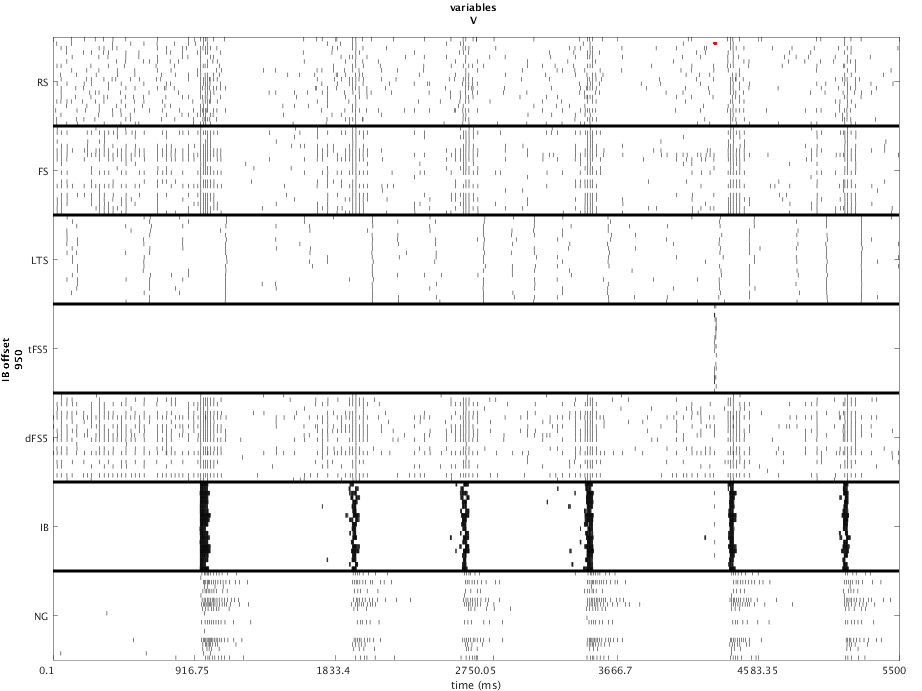 variables
V
RS
FS
LTS
tFS5
dFS5
IB
NG
IB offset
950
0.1
916.75
1833.4
2750.05
3666.7
4583.35
5500
time (ms)